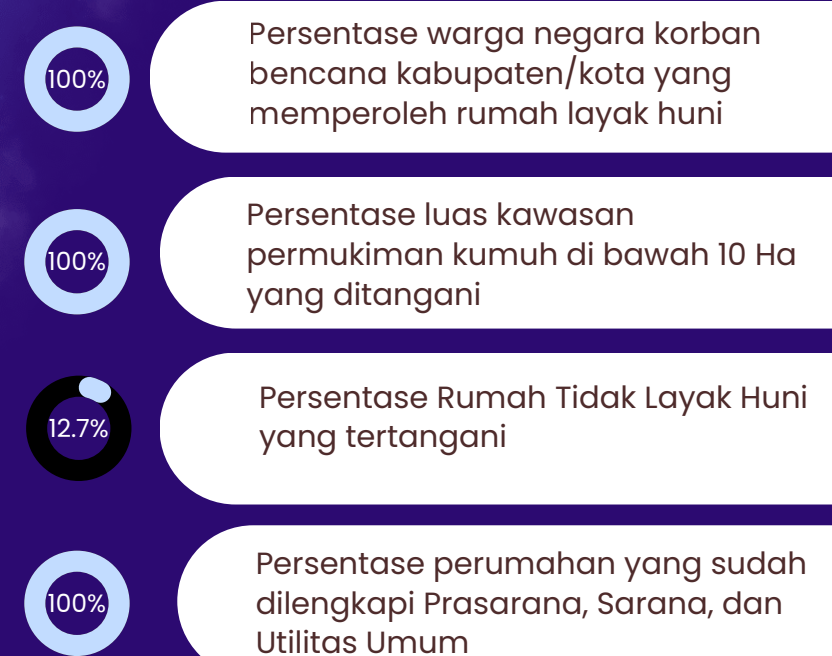 100%
Persentase warga negara korban
bencana kabupaten/kota yang
memperoleh rumah layak huni
100%
Persentase luas kawasan
permukiman kumuh di bawah 10 Ha
yang ditangani
12.7%
Persentase Rumah Tidak Layak Huni
yang tertangani
100%
Persentase perumahan yang sudah
dilengkapi Prasarana, Sarana, dan
Utilitas Umum